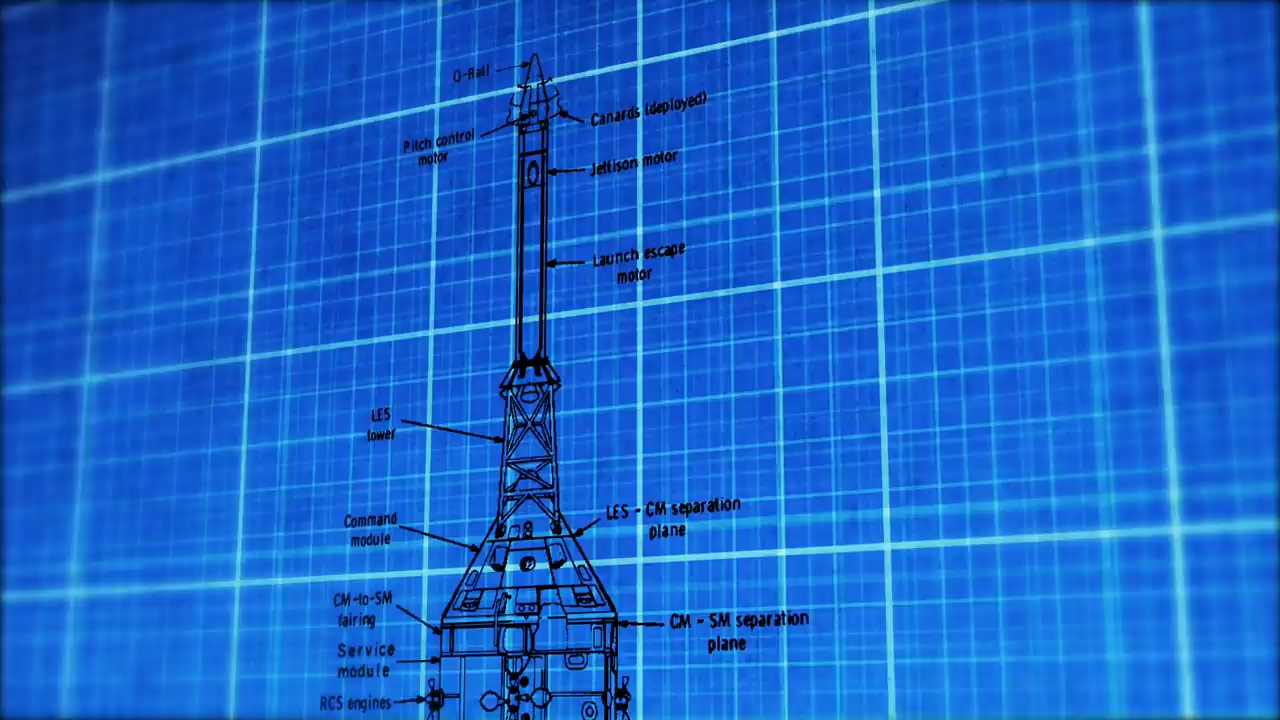 Q-Ball
Canards (deployed)
Pitch control
motor
Jettison motor
Launch escape
motor
LES
tower
LES - CM separation
plane
Command
module
CM-to-SM
fairing
CM - SM separation
plane
Service
module
RCS engines